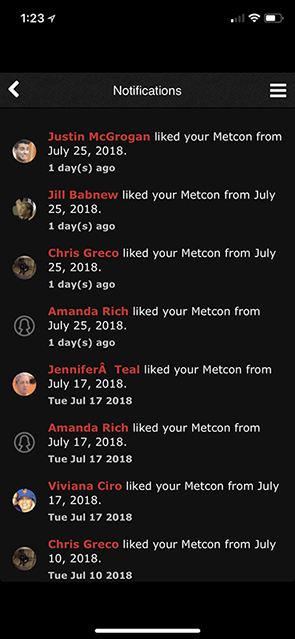 1:23
Notifications
Justin McGrogan liked your Metcon from
July 25, 2018.
1 day(s) ago
Jill Babnew liked your Metcon from July
25, 2018.
1 day(s) ago
Chris Greco liked your Metcon from July
25, 2018.
1 day(s) ago
Amanda Rich liked your Metcon from
July 25, 2018.
1 day(s) ago
JenniferÂ  Teal liked your Metcon from
July 17, 2018.
Tue Jul 17 2018
Amanda Rich liked your Metcon from
July 17, 2018.
Tue Jul 17 2018
Viviana Ciro liked your Metcon from July
17, 2018.
Tue Jul 17 2018
Chris Greco liked your Metcon from July
10, 2018.
Tue Jul 10 2018